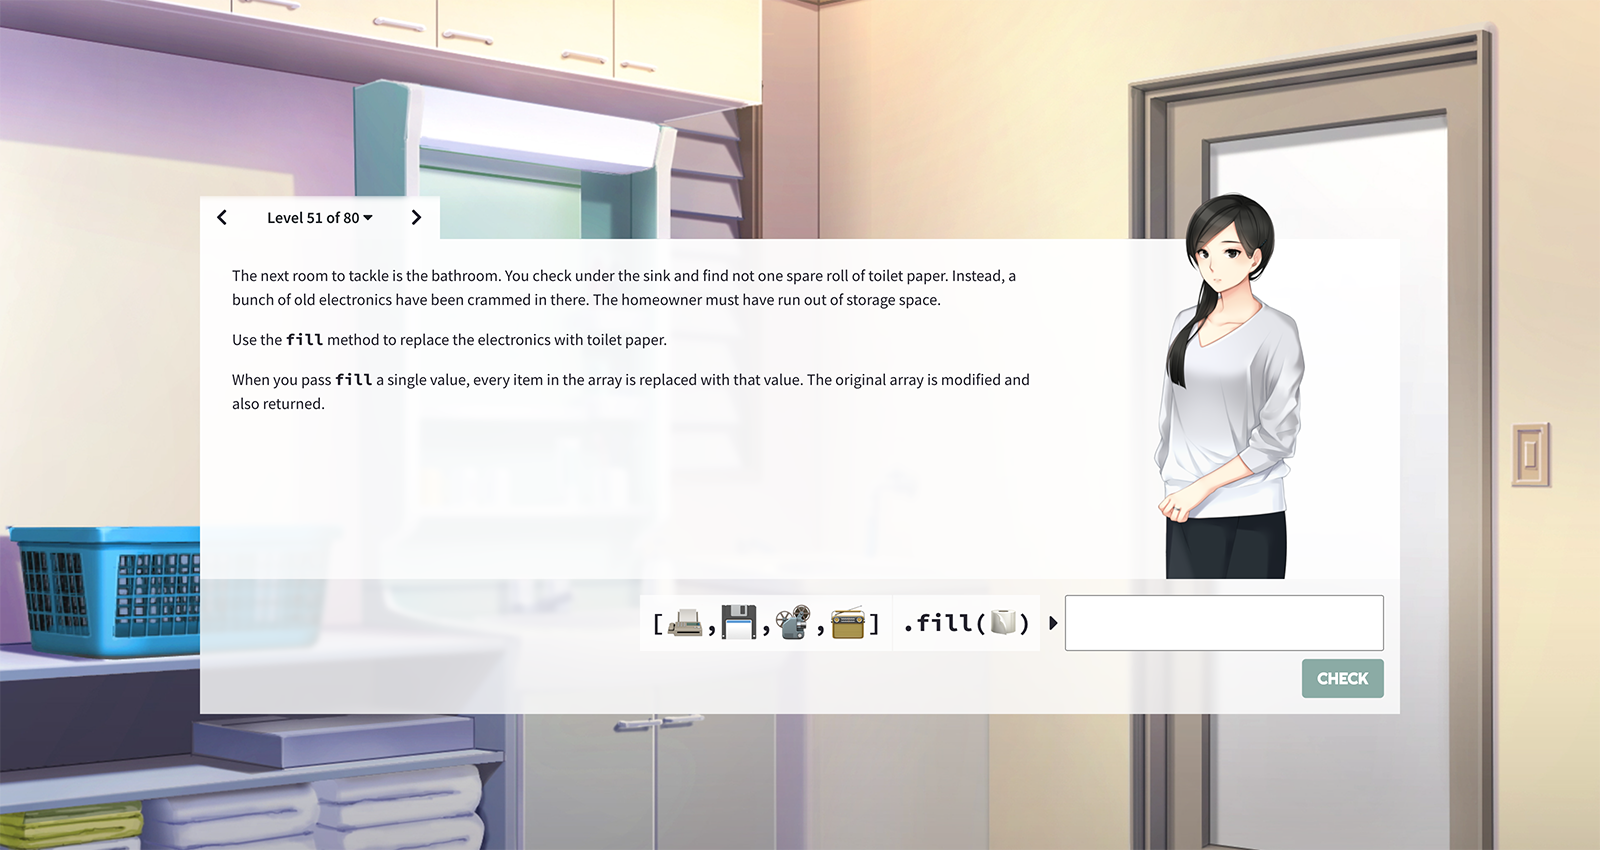 Level 51 of 80
The next room to tackle is the bathroom. You check under the sink and find not one spare roll of toilet paper. Instead, a
bunch of old electronics have been crammed in there. The homeowner must have run out of storage space.
Use the fill method to replace the electronics with toilet paper.
When you pass fill a single value, every item in the array is replaced with that value. The original array is modified and
also returned.
[📠,💾,📽️,📻] .fill(🧻)
CHECK